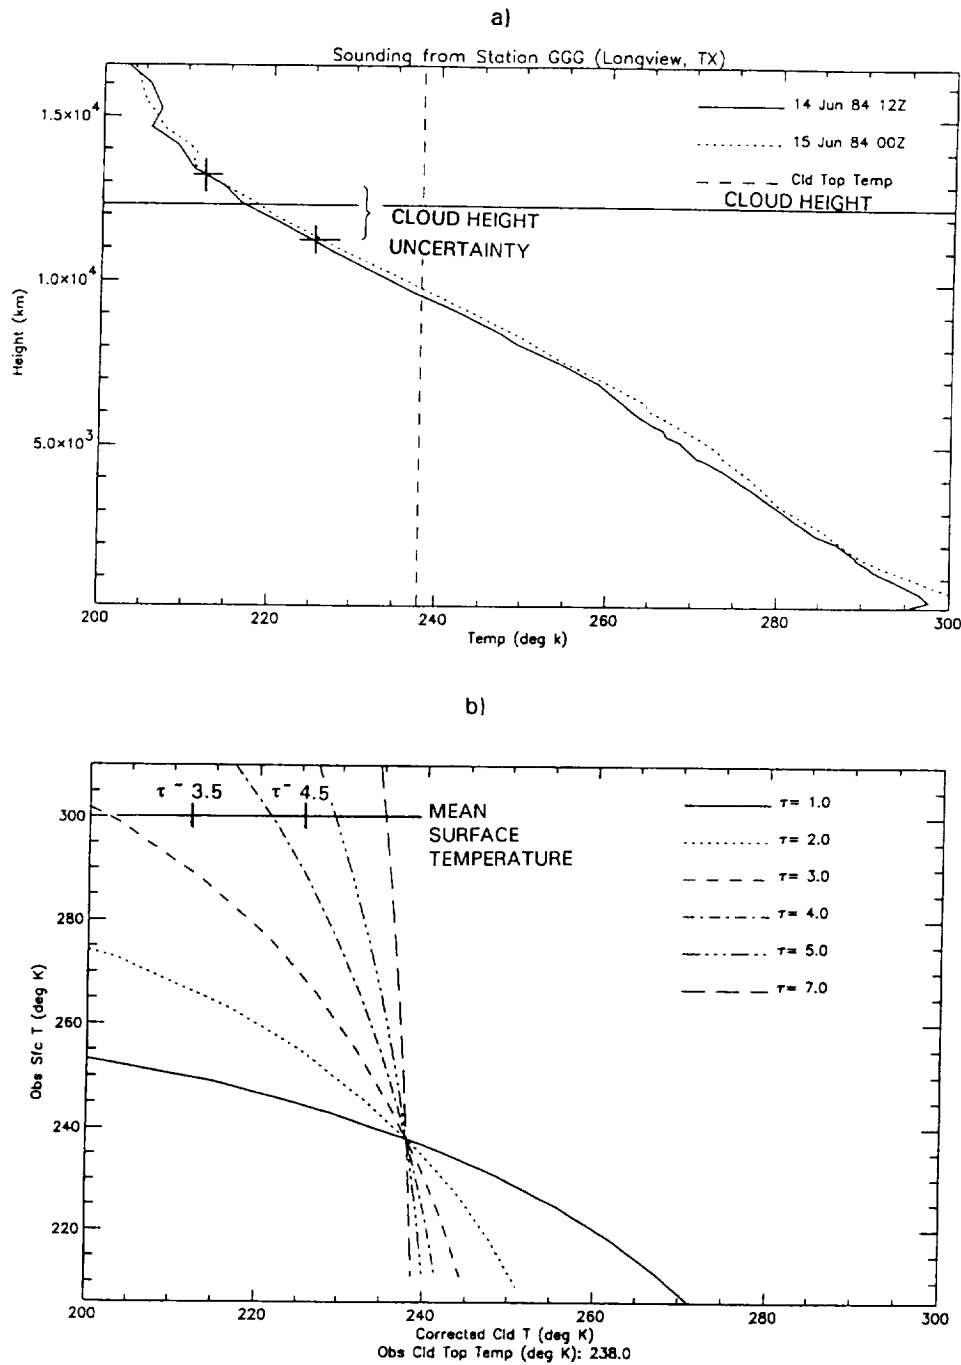 a)
Sounding from Station GGG (Longview, TX)
1.5×10⁴
1.0×10⁴
5.0×10³
Height (km)
14 Jun 84 12Z
15 Jun 84 00Z
Cld Top Temp
CLOUD HEIGHT
CLOUD HEIGHT
UNCERTAINTY
200 220 240 260 280 300
Temp (deg k)
b)
τ~ 3.5 τ~ 4.5
MEAN
SURFACE
TEMPERATURE
τ= 1.0
τ= 2.0
τ= 3.0
τ= 4.0
τ= 5.0
τ= 7.0
300
280
260
240
220
Obs Sfc T (deg K)
200 220 240 260 280 300
Corrected Cld T (deg K)
Obs Cld Top Temp (deg K): 238.0